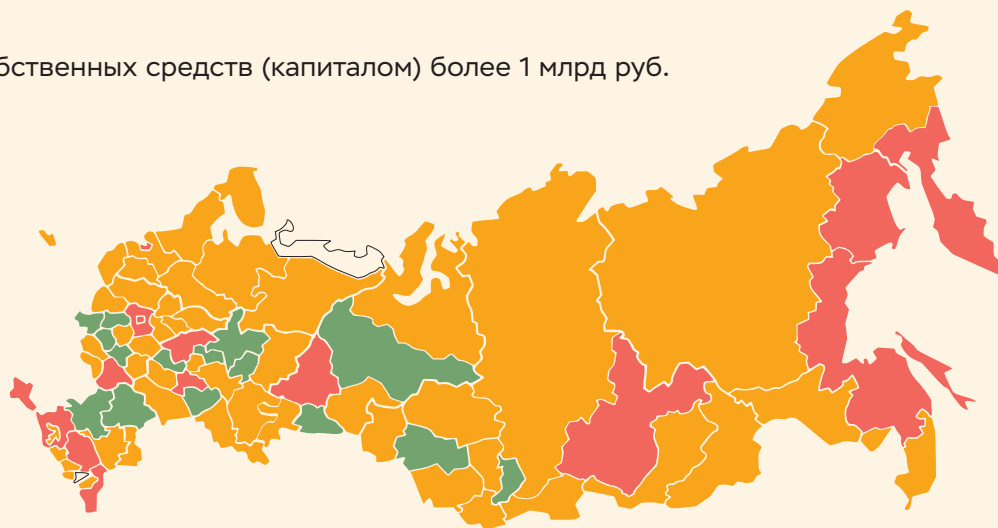 бственных средств (капиталом) более 1 млрд руб.